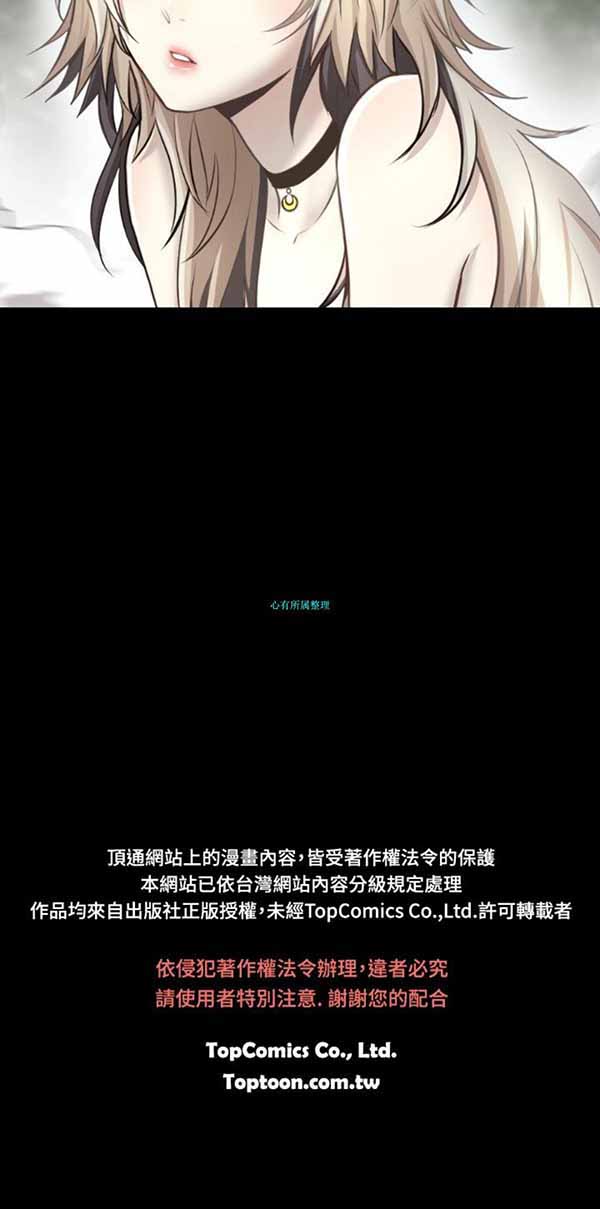 心有所属整理
頂通網站上的漫畫內容，皆受著作權法令的保護
本網站已依台灣網站內容分級規定處理
作品均來自出版社正版授權，未經TopComics Co.,Ltd.許可轉載者
依侵犯著作權法令辦理，違者必究
請使用者特別注意. 謝謝您的配合
TopComics Co., Ltd.
Toptoon.com.tw